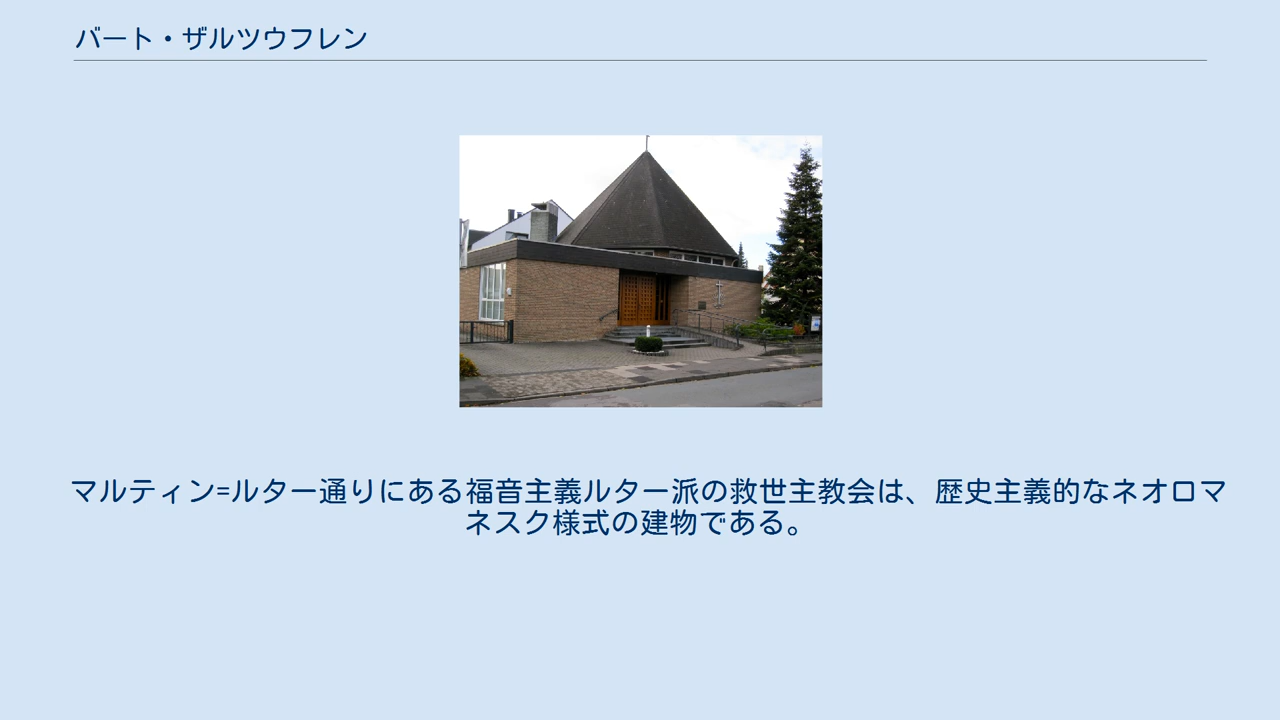 バート・ザルツウフレン
マルティン=ルター通りにある福音主義ルター派の救世主教会は、歴史主義的なネオロマ
ネスク様式の建物である。